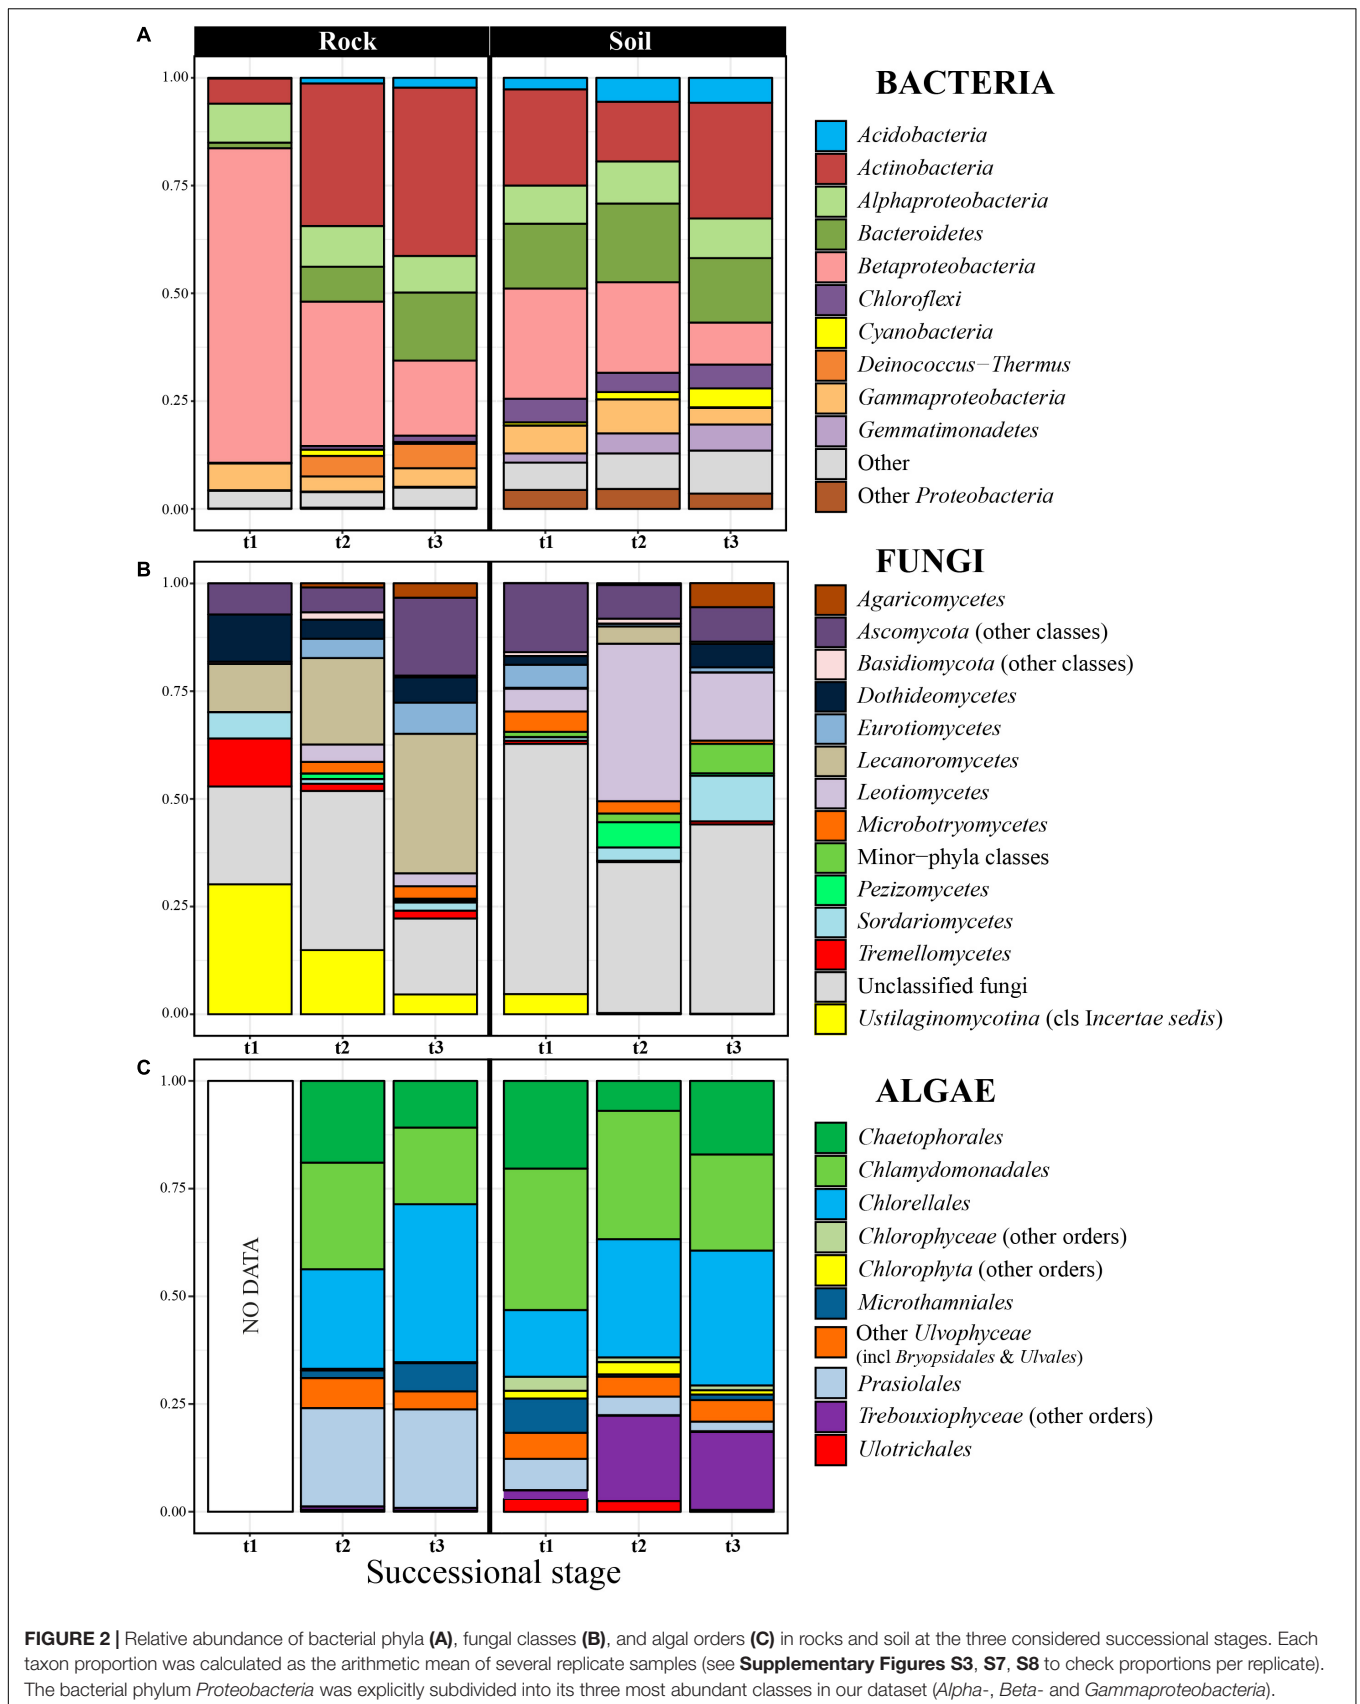 A
Rock
Soil
1.00
0.75
0.50
0.25
0.00
t1
t2
t3
t1
t2
t3
BACTERIA
Acidobacteria
Actinobacteria
Alphaproteobacteria
Bacteroidetes
Betaproteobacteria
Chloroflexi
Cyanobacteria
Deinococcus−Thermus
Gammaproteobacteria
Gemmatimonadetes
Other
Other Proteobacteria
B
1.00
0.75
0.50
0.25
0.00
t1
t2
t3
t1
t2
t3
FUNGI
Agaricomycetes
Ascomycota (other classes)
Basidiomycota (other classes)
Dothideomycetes
Eurotiomycetes
Lecanoromycetes
Leotiomycetes
Microbotryomycetes
Minor−phyla classes
Pezizomycetes
Sordariomycetes
Tremellomycetes
Unclassified fungi
Ustilaginomycotina (cls Incertae sedis)
C
1.00
0.75
0.50
0.25
0.00
NO DATA
t1
t2
t3
t1
t2
t3
Successional stage
ALGAE
Chaetophorales
Chlamydomonadales
Chlorellales
Chlorophyceae (other orders)
Chlorophyta (other orders)
Microthamniales
Other Ulvophyceae
(incl Bryopsidales & Ulvales)
Prasiolales
Trebouxiophyceae (other orders)
Ulotrichales
FIGURE 2 | Relative abundance of bacterial phyla (A), fungal classes (B), and algal orders (C) in rocks and soil at the three considered successional stages. Each
taxon proportion was calculated as the arithmetic mean of several replicate samples (see Supplementary Figures S3, S7, S8 to check proportions per replicate).
The bacterial phylum Proteobacteria was explicitly subdivided into its three most abundant classes in our dataset (Alpha-, Beta- and Gammaproteobacteria).